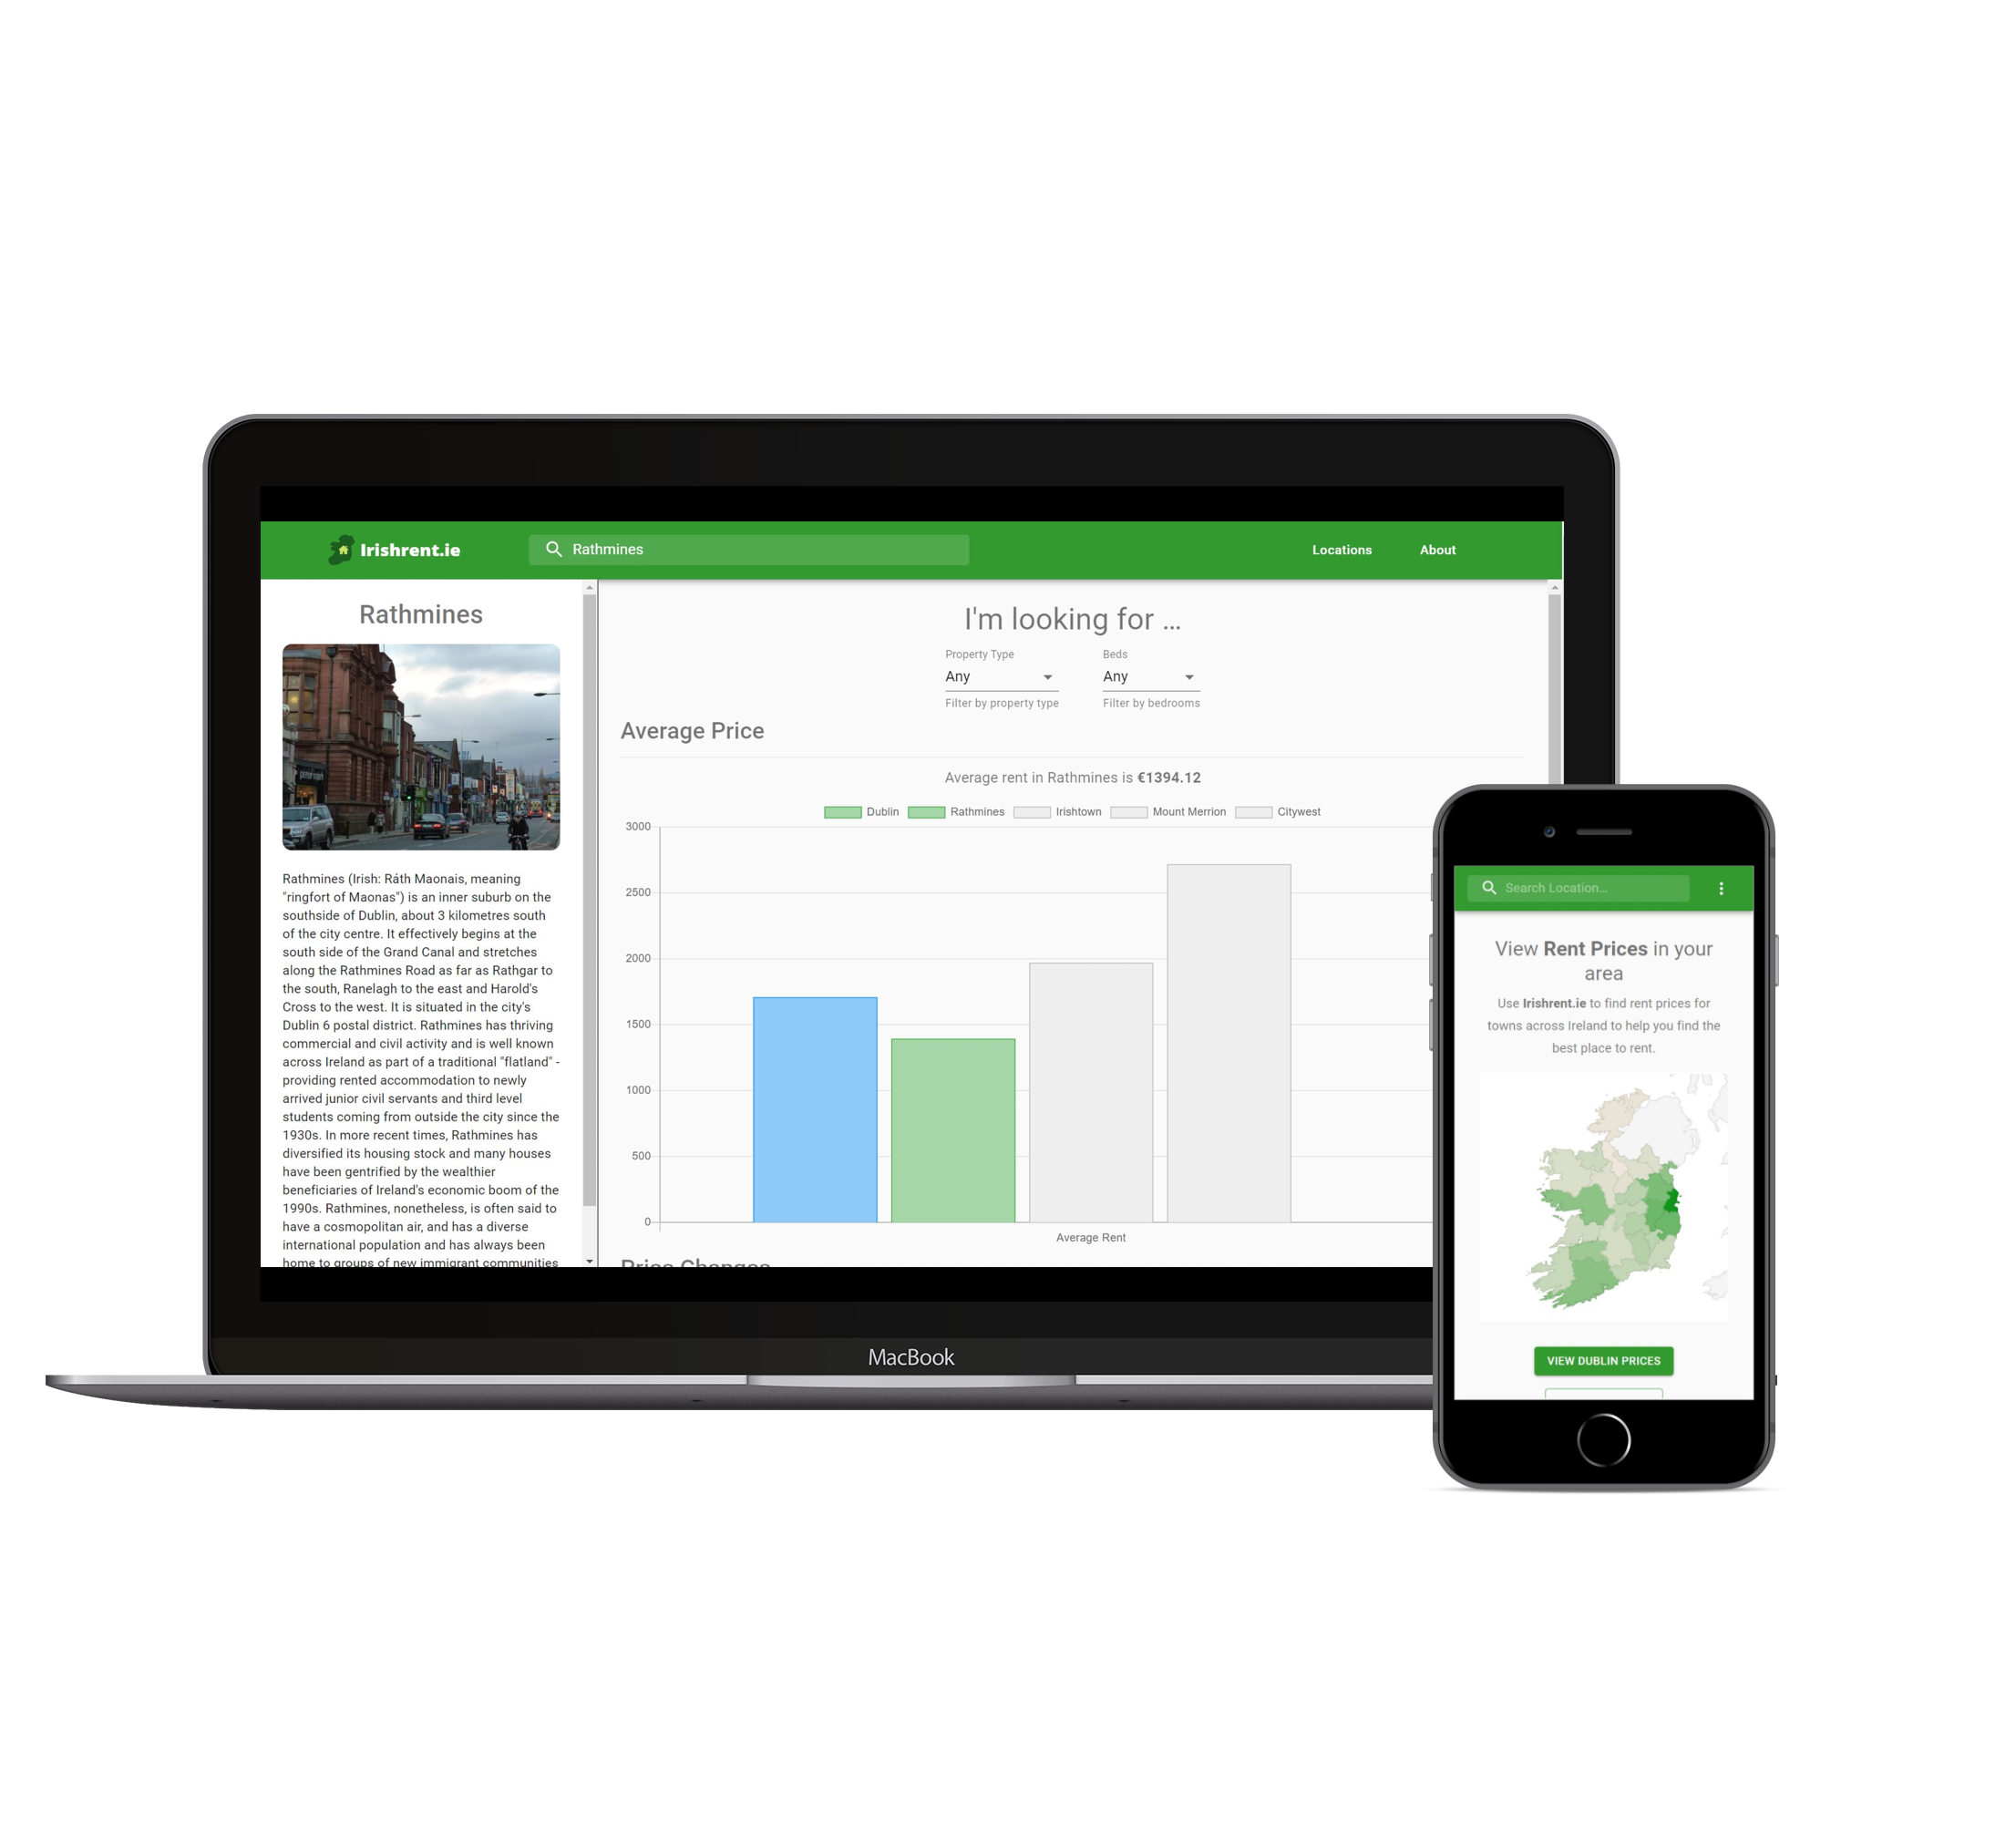 Irishrent.ie
Rathmines
Locations
About
Rathmines
Rathmines (Irish: Ráth Maonais, meaning
"ringfort of Maonas") is an inner suburb on the
southside of Dublin, about 3 kilometres south
of the city centre. It effectively begins at the
south side of the Grand Canal and stretches
along the Rathmines Road as far as Rathgar to
the south, Ranelagh to the east and Harold's
Cross to the west. It is situated in the city's
Dublin 6 postal district. Rathmines has thriving
commercial and civil activity and is well known
across Ireland as part of a traditional "flatland" -
providing rented accommodation to newly
arrived junior civil servants and third level
students coming from outside the city since the
1930s. In more recent times, Rathmines has
diversified its housing stock and many houses
have been gentrified by the wealthier
beneficiaries of Ireland's economic boom of the
1990s. Rathmines, nonetheless, is often said to
have a cosmopolitan air, and has a diverse
international population and has always been
home to groups of new immigrant communities
I'm looking for ...
Property Type
Any
Filter by property type
Beds
Any
Filter by bedrooms
Average Price
Average rent in Rathmines is €1394.12
Dublin
Rathmines
Irishtown
Mount Merrion
Citywest
3000
2500
2000
1500
1000
500
0
Average Rent
Price Changes
MacBook
Search Location...
View Rent Prices in your
area
Use Irishrent.ie to find rent prices for
towns across Ireland to help you find the
best place to rent.
VIEW DUBLIN PRICES